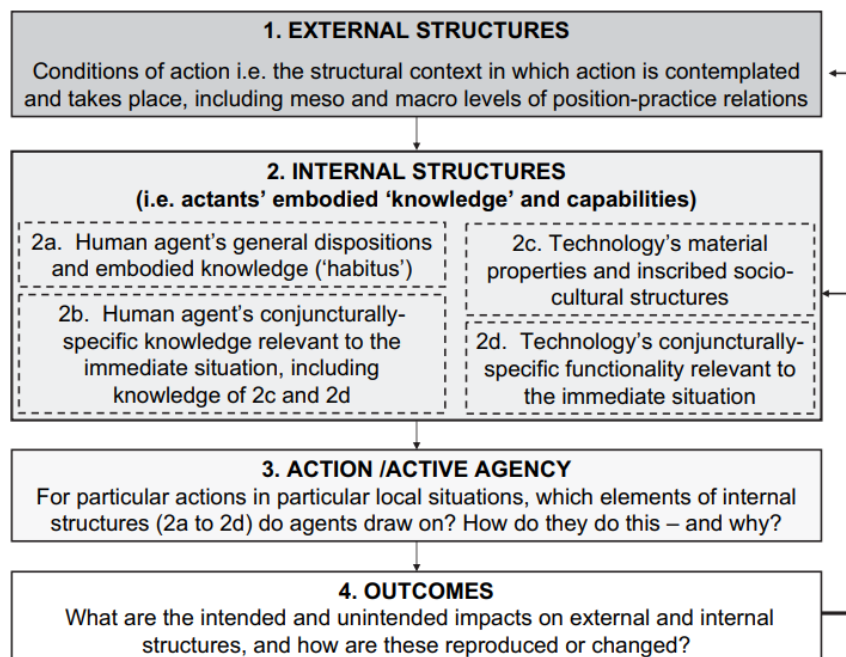 1. EXTERNAL STRUCTURES
Conditions of action i.e. the structural context in which action is contemplated
and takes place, including meso and macro levels of position-practice relations
2. INTERNAL STRUCTURES
(i.e. actants’ embodied ‘knowledge’ and capabilities)
2a. Human agent’s general dispositions
and embodied knowledge (‘habitus’)
2b. Human agent’s conjuncturally-
specific knowledge relevant to the
immediate situation, including
knowledge of 2c and 2d
2c. Technology’s material
properties and inscribed socio-
cultural structures
2d. Technology’s conjuncturally-
specific functionality relevant to
the immediate situation
3. ACTION /ACTIVE AGENCY
For particular actions in particular local situations, which elements of internal
structures (2a to 2d) do agents draw on? How do they do this – and why?
4. OUTCOMES
What are the intended and unintended impacts on external and internal
structures, and how are these reproduced or changed?